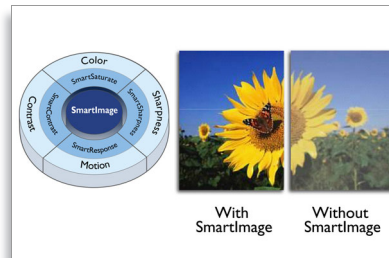 Color
SmartSaturate
Contrast
SmartContrast
SmartImage
SmartSharpness
Sharpness
SmartResponse
Motion
With
SmartImage
Without
SmartImage